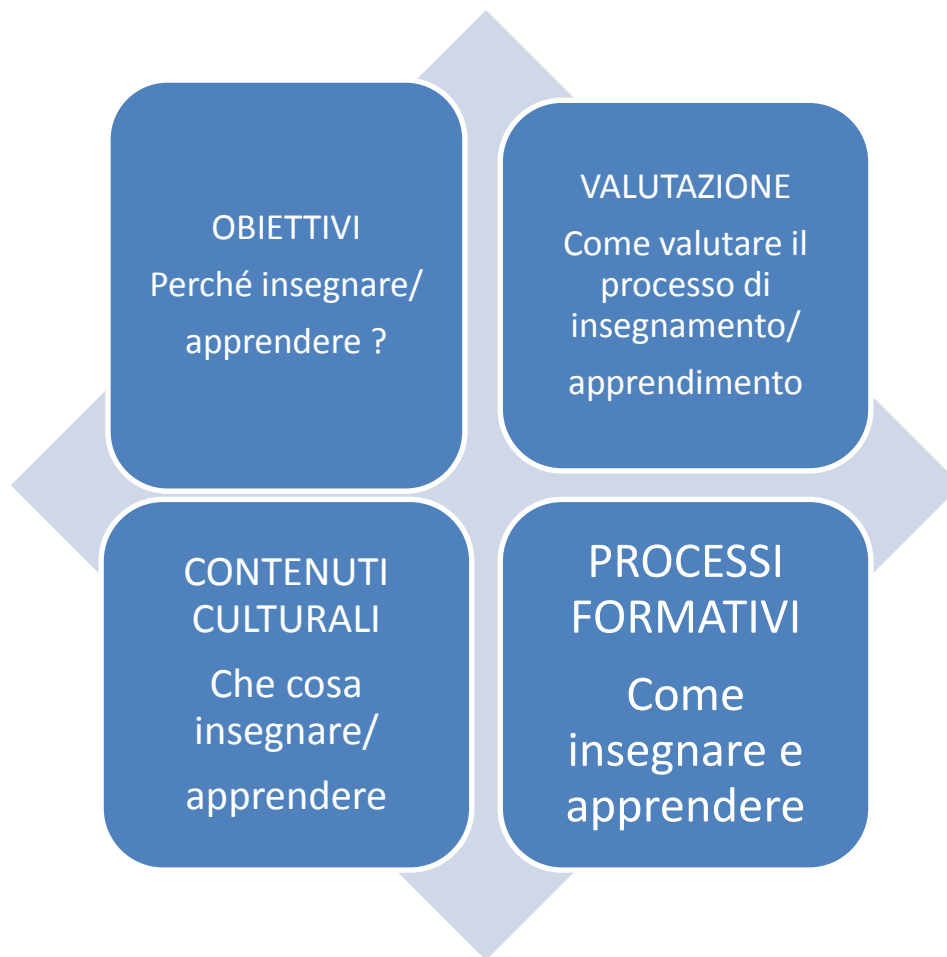 OBIETTIVI
Perché insegnare/
apprendere ?
VALUTAZIONE
Come valutare il
processo di
insegnamento/
apprendimento
CONTENUTI
CULTURALI
Che cosa
insegnare/
apprendere
PROCESSI
FORMATIVI
Come
insegnare e
apprendere